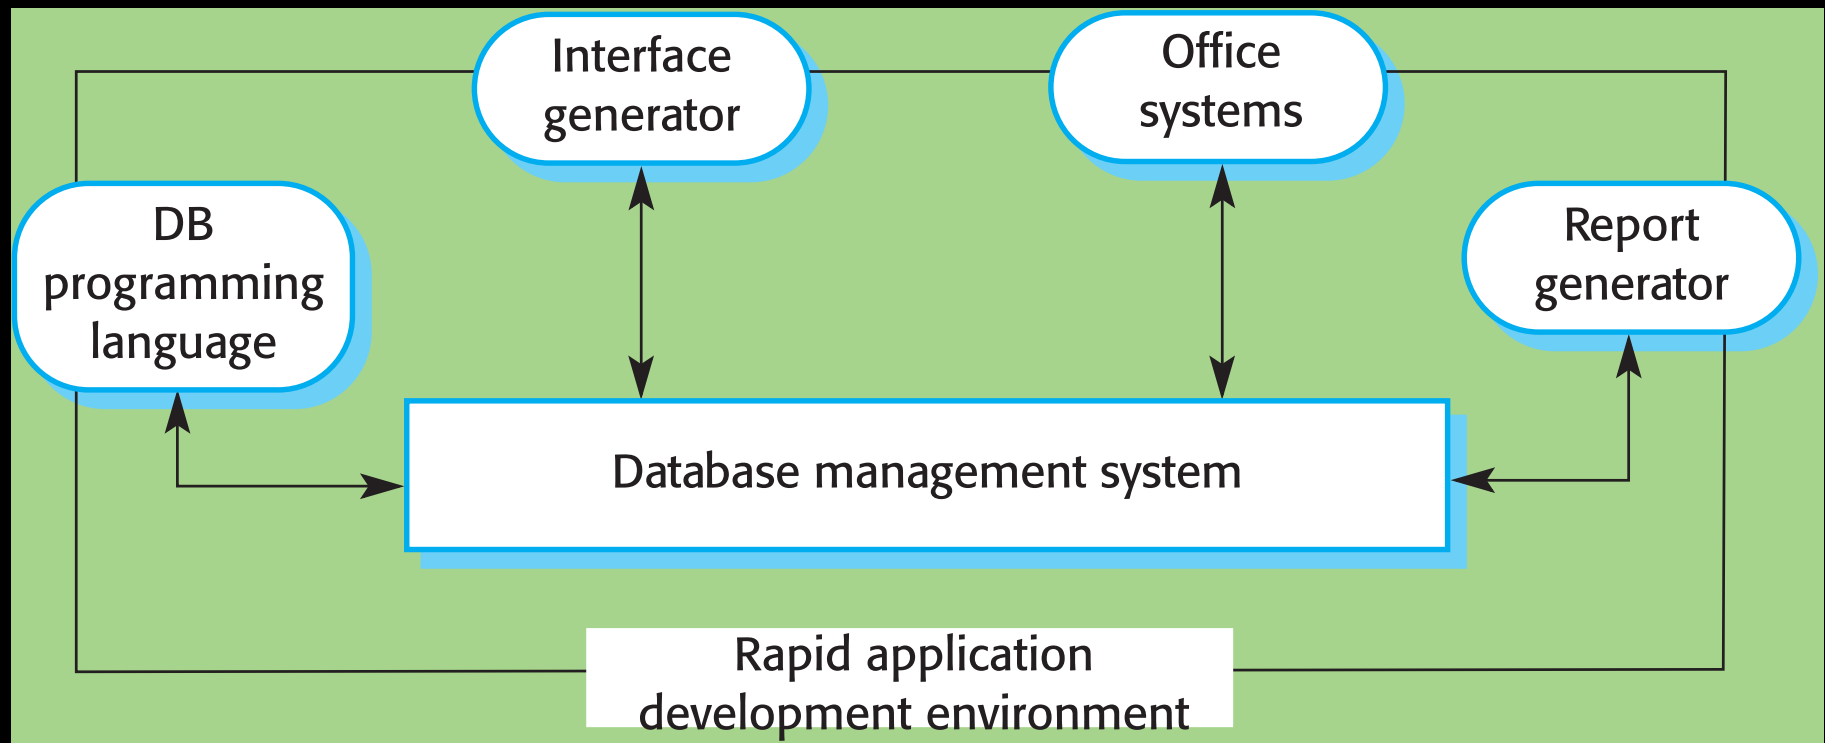 Interface
generator
Office
systems
DB
programming
language
Report
generator
Database management system
Rapid application
development environment